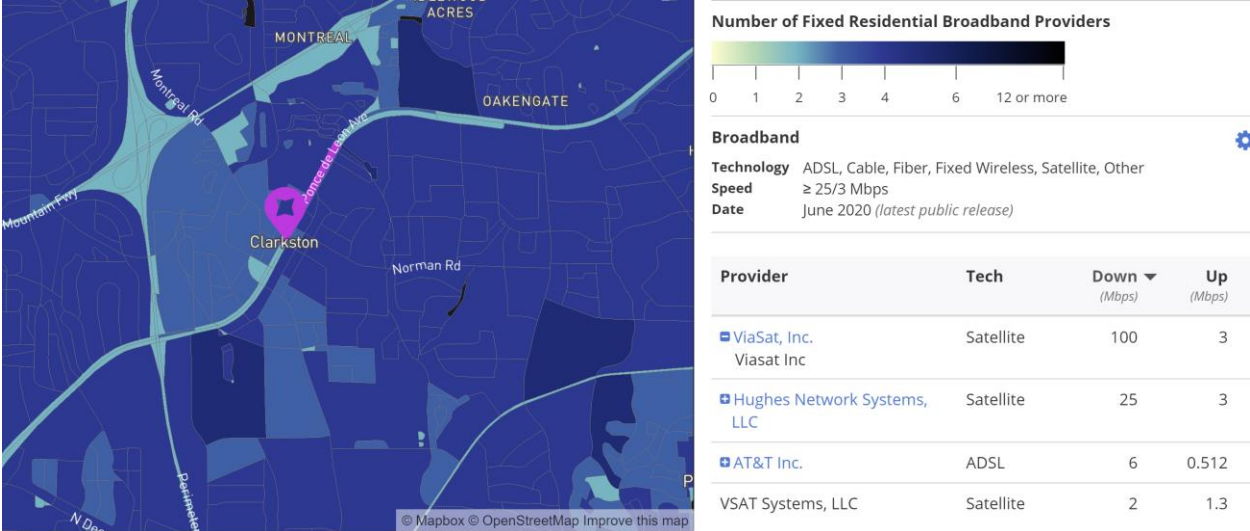 ACRES
MONTREAL
Montreal Rd
OAKENGATE
Ponce de Leon Ave
Mountain Fwy
Clarkston
Norman Rd
Perimeter
N De
P
© Mapbox © OpenStreetMap Improve this map
Number of Fixed Residential Broadband Providers
0 1 2 3 4 6 12 or more
Broadband
Technology ADSL, Cable, Fiber, Fixed Wireless, Satellite, Other
Speed ≥ 25/3 Mbps
Date June 2020 (latest public release)
Provider Tech Down Up
(Mbps) (Mbps)
ViaSat, Inc. Satellite 100 3
Viasat Inc
Hughes Network Systems, Satellite 25 3
LLC
AT&T Inc. ADSL 6 0.512
VSAT Systems, LLC Satellite 2 1.3